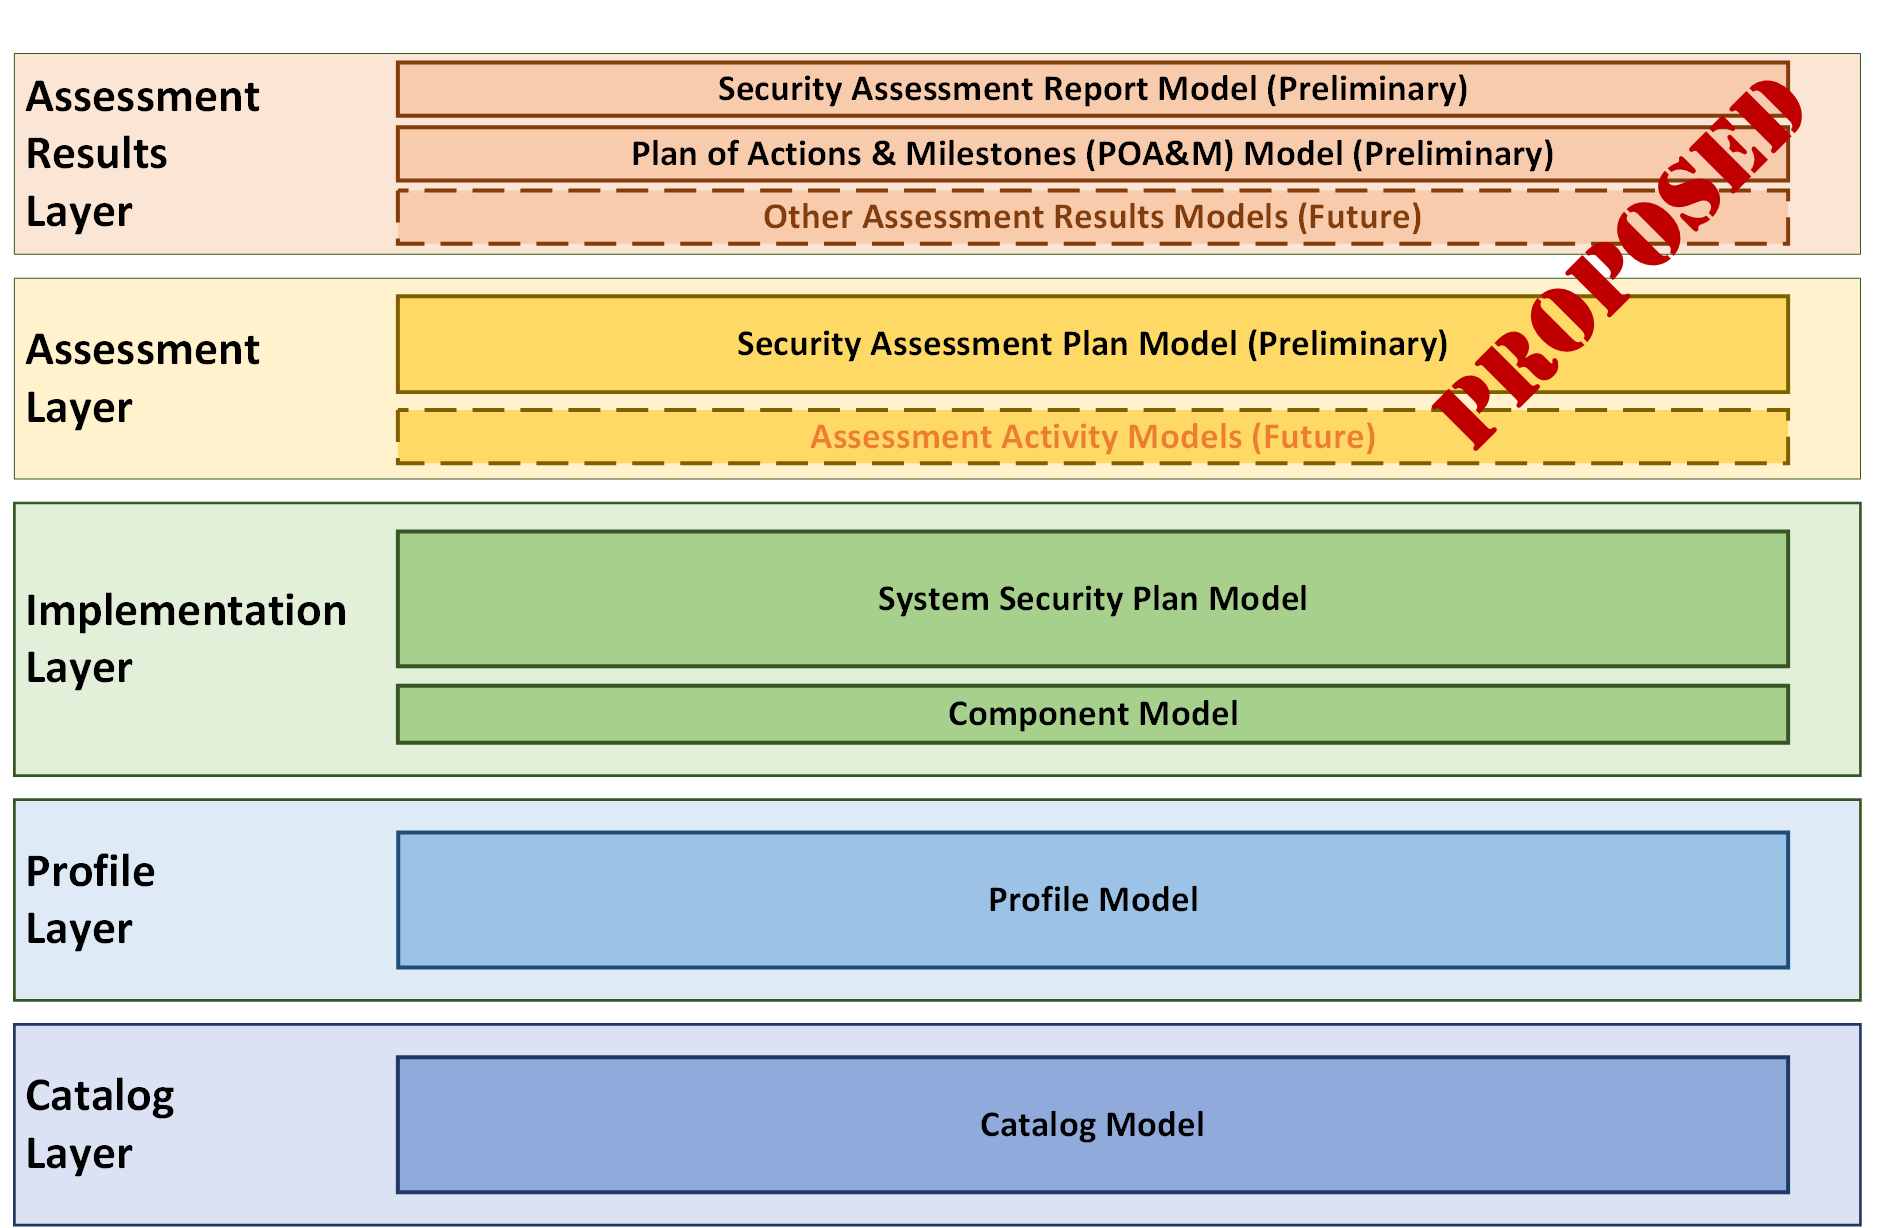 Assessment
Results
Layer
Security Assessment Report Model (Preliminary)
Plan of Actions & Milestones (POA&M) Model (Preliminary)
Other Assessment Results Models (Future)
PROPOSED
Assessment
Layer
Security Assessment Plan Model (Preliminary)
Assessment Activity Models (Future)
Implementation
Layer
System Security Plan Model
Component Model
Profile
Layer
Profile Model
Catalog
Layer
Catalog Model